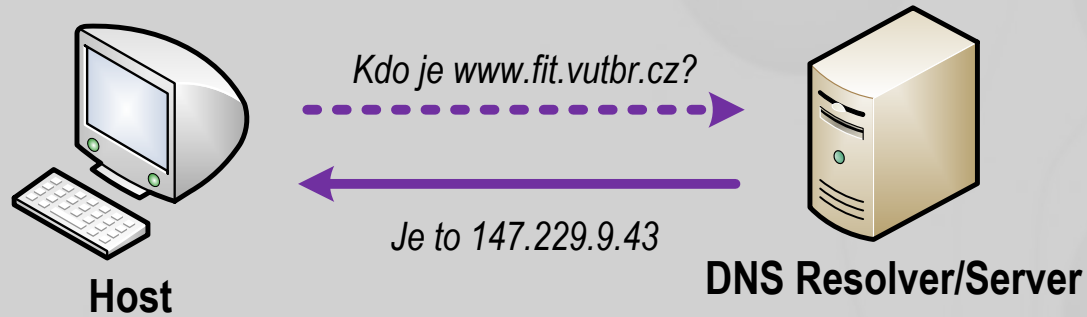 Kdo je www.fit.vutbr.cz?
Je to 147.229.9.43
Host
DNS Resolver/Server